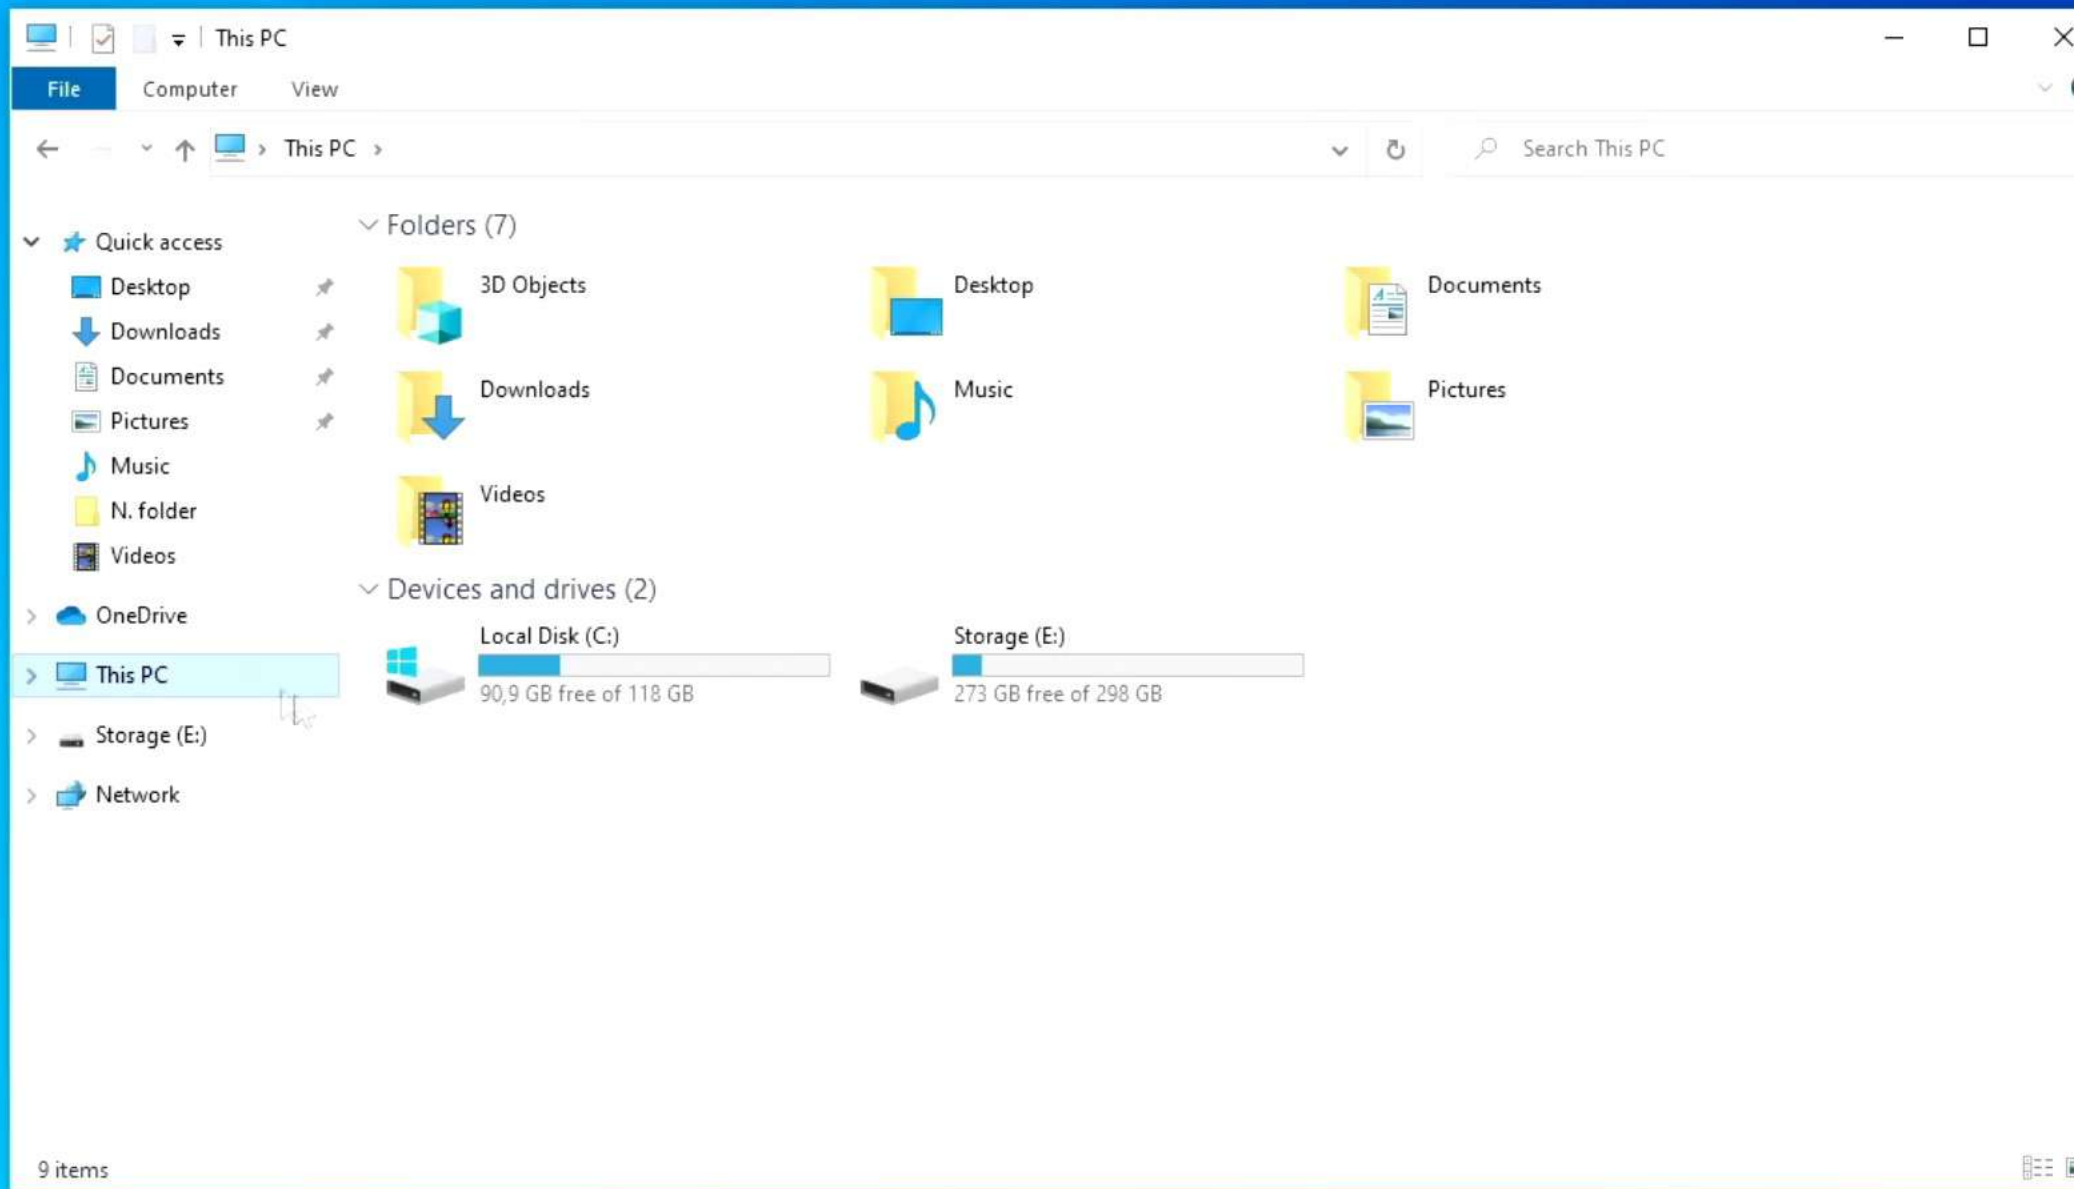 This PC
File Computer View
This PC
Search This PC
Quick access
Desktop
Downloads
Documents
Pictures
Music
N. folder
Videos
OneDrive
This PC
Storage (E:)
Network
Folders (7)
3D Objects
Desktop
Documents
Downloads
Music
Pictures
Videos
Devices and drives (2)
Local Disk (C:)
90,9 GB free of 118 GB
Storage (E:)
273 GB free of 298 GB
9 items